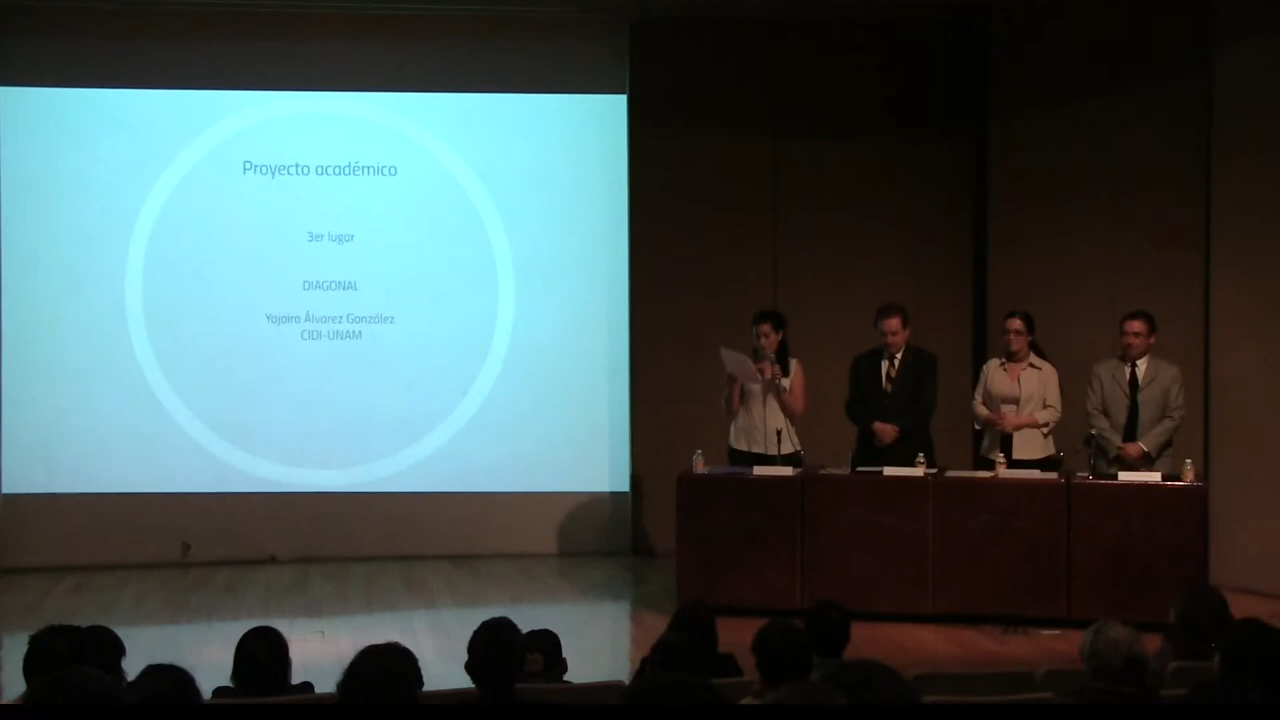 Proyecto académico
3er lugar
DIAGONAL
Yajaira Álvarez González
CIDI-UNAM